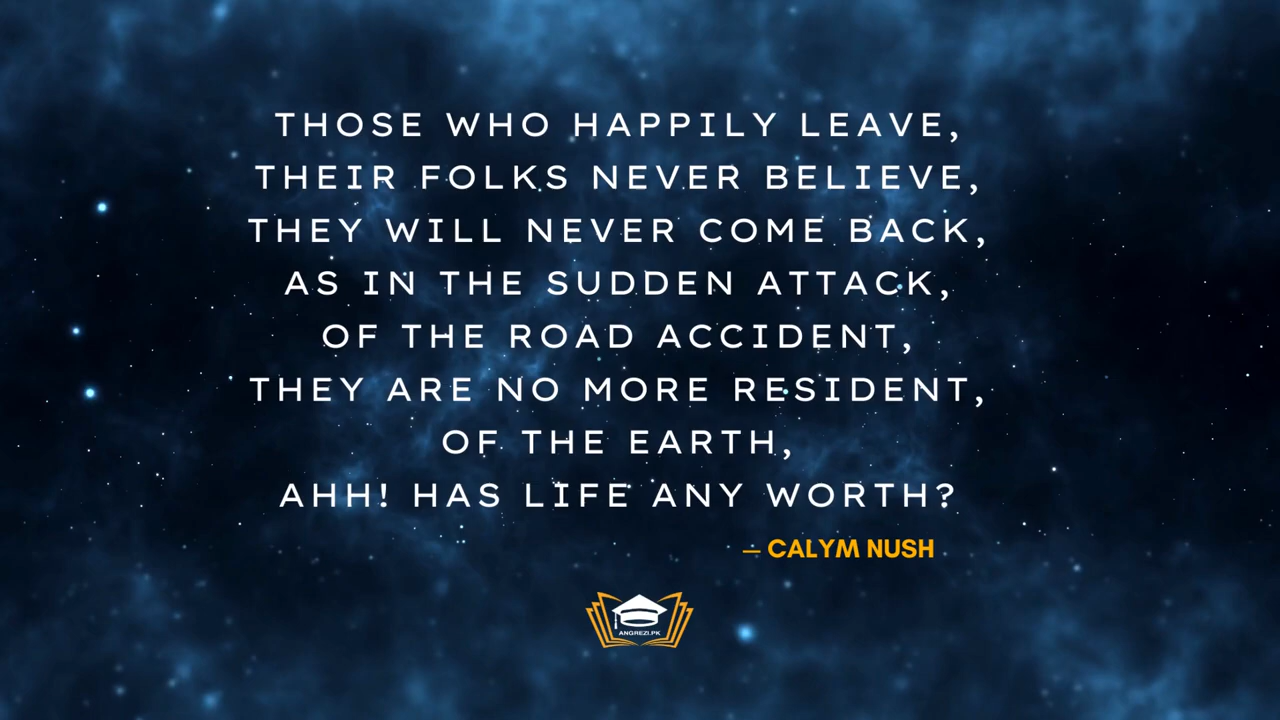 THOSE WHO HAPPILY LEAVE,
THEIR FOLKS NEVER BELIEVE,
THEY WILL NEVER COME BACK,
AS IN THE SUDDEN ATTACK,
OF THE ROAD ACCIDENT,
THEY ARE NO MORE RESIDENT,
OF THE EARTH,
AHH! HAS LIFE ANY WORTH?
– CALYM NUSH
ANGREZI.PK